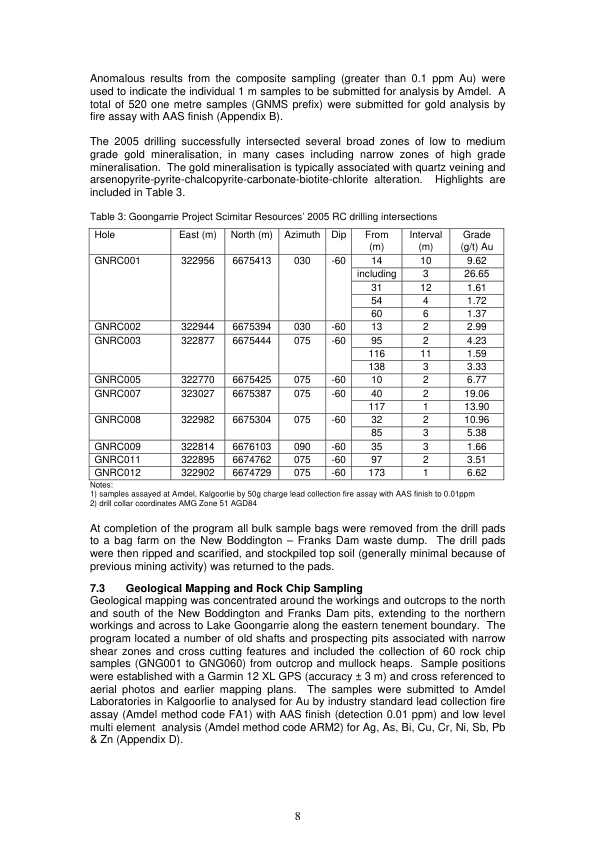 Anomalous results from the composite sampling (greater than 0.1 ppm Au) were
used to indicate the individual 1 m samples to be submitted for analysis by Amdel. A
total of 520 one metre samples (GNMS prefix) were submitted for gold analysis by
fire assay with AAS finish (Appendix B).
The 2005 drilling successfully intersected several broad zones of low to medium
grade gold mineralisation, in many cases including narrow zones of high grade
mineralisation. The gold mineralisation is typically associated with quartz veining and
arsenopyrite-pyrite-chalcopyrite-carbonate-biotite-chlorite alteration. Highlights are
included in Table 3.
Table 3: Goongarrie Project Scimitar Resources' 2005 RC drilling intersections
Hole East (m) North (m) Azimuth Dip From Interval Grade
(m) (m) (g/t) Au
GNRC001 322956 6675413 030 -60 14 10 9.62
including 3 26.65
31 12 1.61
54 4 1.72
60 6 1.37
GNRC002 322944 6675394 030 -60 13 2 2.99
GNRC003 322877 6675444 075 -60 95 2 4.23
116 11 1.59
138 3 3.33
GNRC005 322770 6675425 075 -60 10 2 6.77
GNRC007 323027 6675387 075 -60 40 2 19.06
117 1 13.90
GNRC008 322982 6675304 075 -60 32 2 10.96
85 3 5.38
GNRC009 322814 6676103 090 -60 35 3 1.66
GNRC011 322895 6674762 075 -60 97 2 3.51
GNRC012 322902 6674729 075 -60 173 1 6.62
Notes:
1) samples assayed at Amdel, Kalgoorlie by 50g charge lead collection fire assay with AAS finish to 0.01ppm
2) drill collar coordinates AMG Zone 51 AGD84
At completion of the program all bulk sample bags were removed from the drill pads
to a bag farm on the New Boddington – Franks Dam waste dump. The drill pads
were then ripped and scarified, and stockpiled top soil (generally minimal because of
previous mining activity) was returned to the pads.
7.3 Geological Mapping and Rock Chip Sampling
Geological mapping was concentrated around the workings and outcrops to the north
and south of the New Boddington and Franks Dam pits, extending to the northern
workings and across to Lake Goongarrie along the eastern tenement boundary. The
program located a number of old shafts and prospecting pits associated with narrow
shear zones and cross cutting features and included the collection of 60 rock chip
samples (GNG001 to GNG060) from outcrop and mullock heaps. Sample positions
were established with a Garmin 12 XL GPS (accuracy ± 3 m) and cross referenced to
aerial photos and earlier mapping plans. The samples were submitted to Amdel
Laboratories in Kalgoorlie to analysed for Au by industry standard lead collection fire
assay (Amdel method code FA1) with AAS finish (detection 0.01 ppm) and low level
multi element analysis (Amdel method code ARM2) for Ag, As, Bi, Cu, Cr, Ni, Sb, Pb
& Zn (Appendix D).
8